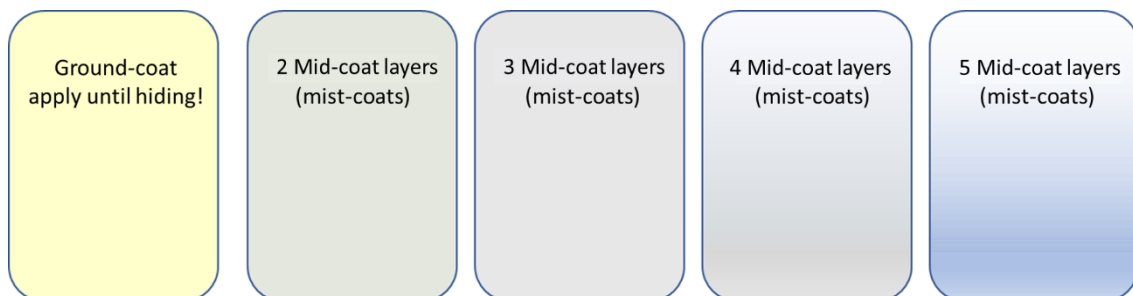 Ground-coat
apply until hiding!
2 Mid-coat layers
(mist-coats)
3 Mid-coat layers
(mist-coats)
4 Mid-coat layers
(mist-coats)
5 Mid-coat layers
(mist-coats)